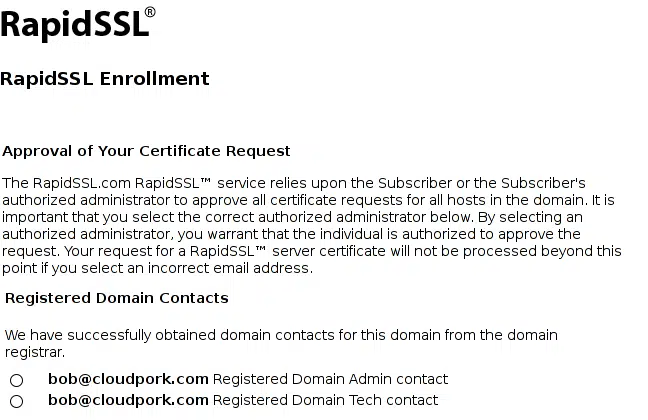 RapidSSL®
RapidSSL Enrollment
Approval of Your Certificate Request
The RapidSSL.com RapidSSL™ service relies upon the Subscriber or the Subscriber's
authorized administrator to approve all certificate requests for all hosts in the domain. It is
important that you select the correct authorized administrator below. By selecting an
authorized administrator, you warrant that the individual is authorized to approve the
request. Your request for a RapidSSL™ server certificate will not be processed beyond this
point if you select an incorrect email address.
Registered Domain Contacts
We have successfully obtained domain contacts for this domain from the domain
registrar.
bob@cloudpork.com Registered Domain Admin contact
bob@cloudpork.com Registered Domain Tech contact